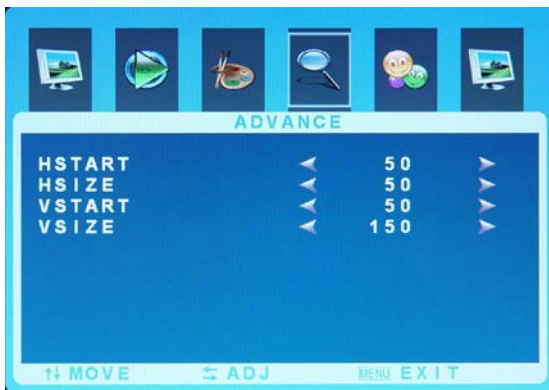 ADVANCE
HSTART 50
HSIZE 50
VSTART 50
VSIZE 150
MOVE ADJ MENU EXIT